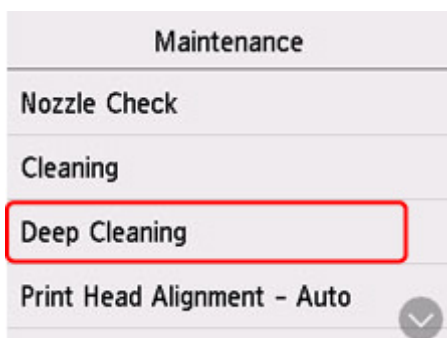 Maintenance
Nozzle Check
Cleaning
Deep Cleaning
Print Head Alignment - Auto